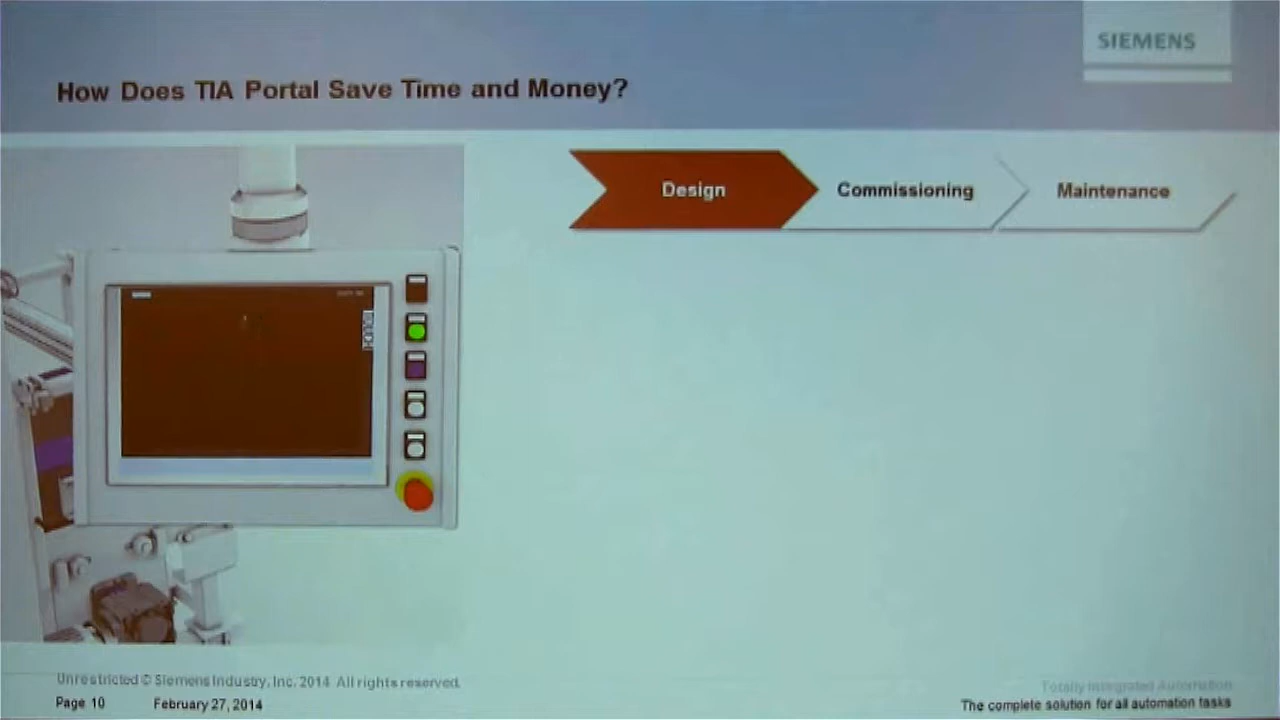 SIEMENS
How Does TIA Portal Save Time and Money?
Design
Commissioning
Maintenance
Unrestricted © Siemens Industry, Inc. 2014 All rights reserved.
Totally Integrated Automation
Page 10
February 27, 2014
The complete solution for all automation tasks